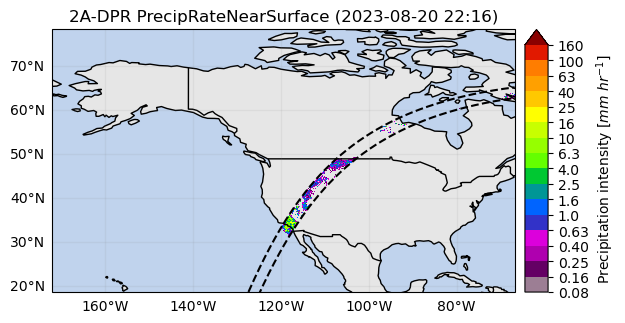 2A-DPR PrecipRateNearSurface (2023-08-20 22:16)
70°N
60°N
50°N
40°N
30°N
20°N
160°W
140°W
120°W
100°W
80°W
160
100
63
40
25
16
10
6.3
4.0
2.5
1.6
1.0
0.63
0.40
0.25
0.16
0.08
Precipitation intensity [mm hr⁻¹]